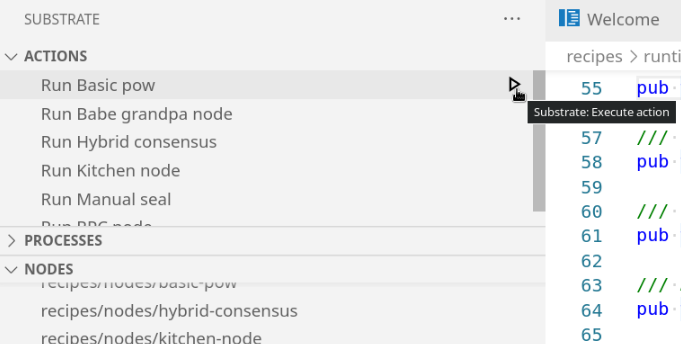 SUBSTRATE
...
ACTIONS
Run Basic pow
Run Babe grandpa node
Run Hybrid consensus
Run Kitchen node
Run Manual seal
Run RPC node
PROCESSES
NODES
recipes/nodes/basic-pow
recipes/nodes/hybrid-consensus
recipes/nodes/kitchen-node
Welcome
recipes > runti
55 pub
Substrate: Execute action
57 ///
58 pub
59
60 ///
61 pub
62
63 ///
64 pub
65